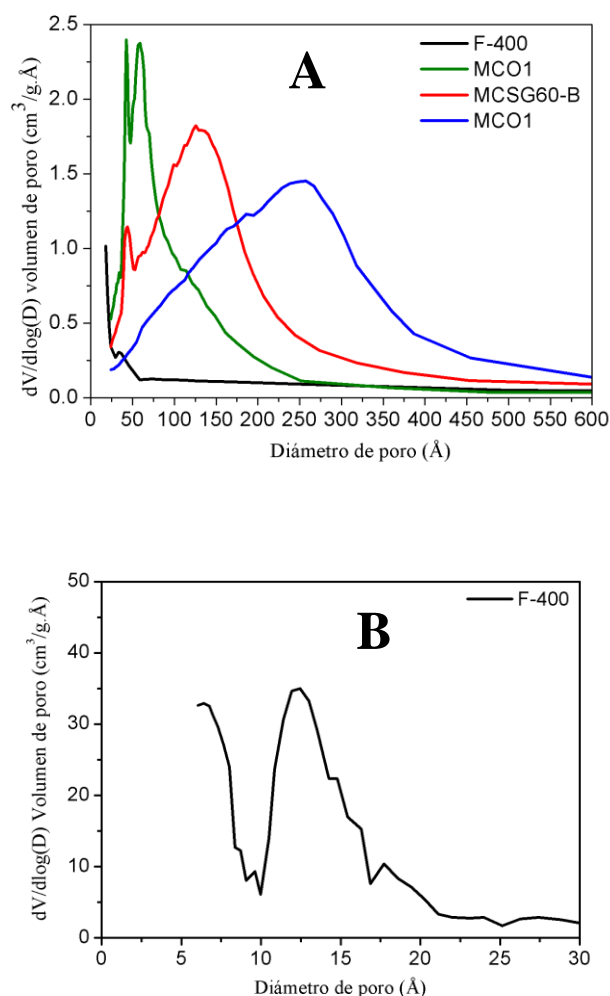 A
F-400
MCO1
MCSG60-B
MCO1
dV/dlog(D) volumen de poro (cm³/g.Å)
2.5
2.0
1.5
1.0
0.5
0.0
0 50 100 150 200 250 300 350 400 450 500 550 600
Diámetro de poro (Å)
B
F-400
dV/dlog(D) Volumen de poro (cm³/g.Å)
50
40
30
20
10
0
0 5 10 15 20 25 30
Diámetro de poro (Å)